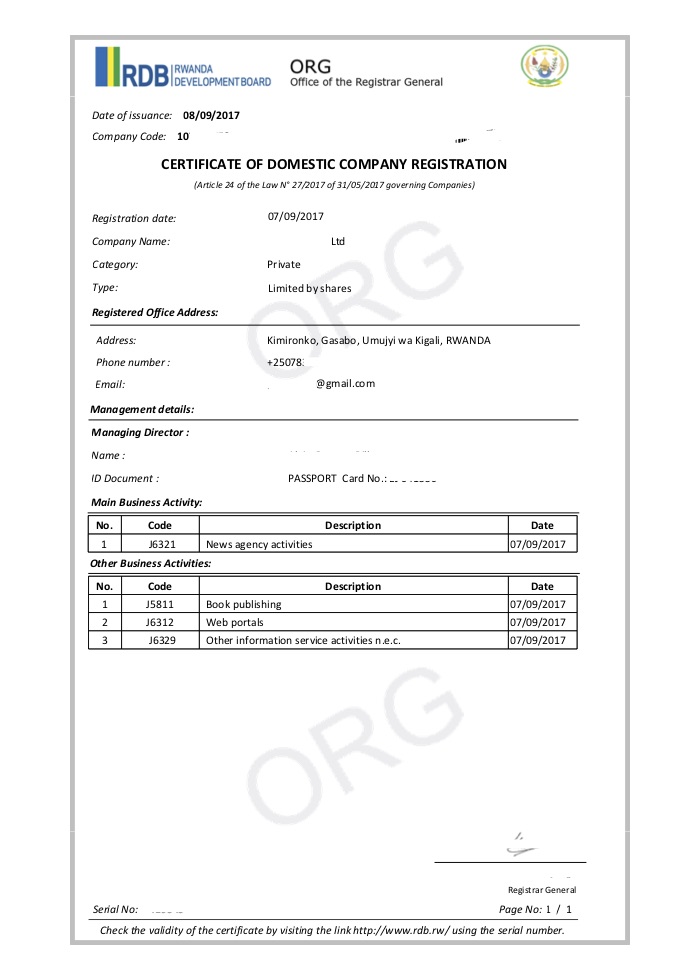 RDB RWANDA DEVELOPMENT BOARD
ORG
Office of the Registrar General
Date of issuance: 08/09/2017
Company Code: 10
CERTIFICATE OF DOMESTIC COMPANY REGISTRATION
(Article 24 of the Law N° 27/2017 of 31/05/2017 governing Companies)
Registration date: 07/09/2017
Company Name: Ltd
Category: Private
Type: Limited by shares
Registered Office Address:
Address: Kimironko, Gasabo, Umujyi wa Kigali, RWANDA
Phone number : +25078
Email: @gmail.com
Management details:
Managing Director :
Name :
ID Document : PASSPORT Card No.:
Main Business Activity:
No. Code Description Date
1 J6321 News agency activities 07/09/2017
Other Business Activities:
No. Code Description Date
1 J5811 Book publishing 07/09/2017
2 J6312 Web portals 07/09/2017
3 J6329 Other information service activities n.e.c. 07/09/2017
ORG
ORG
Registrar General
Serial No:
Page No: 1 / 1
Check the validity of the certificate by visiting the link http://www.rdb.rw/ using the serial number.